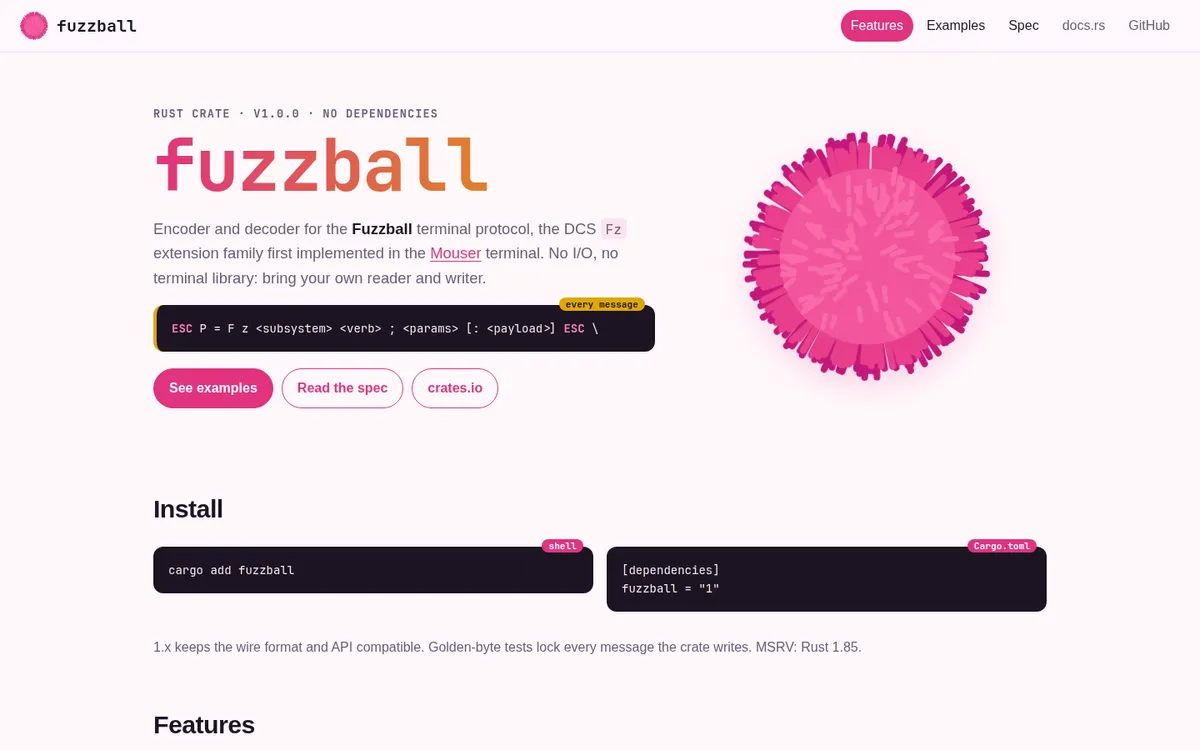 fuzzball
Features Examples Spec docs.rs GitHub
RUST CRATE · V1.0.0 · NO DEPENDENCIES
fuzzball
Encoder and decoder for the Fuzzball terminal protocol, the DCS Fz
extension family first implemented in the Mouser terminal. No I/O, no
terminal library: bring your own reader and writer.
every message
ESC P = F z <subsystem> <verb> ; <params> [: <payload>] ESC \
See examples Read the spec crates.io
Install
shell
cargo add fuzzball
Cargo.toml
[dependencies]
fuzzball = "1"
1.x keeps the wire format and API compatible. Golden-byte tests lock every message the crate writes. MSRV: Rust 1.85.
Features